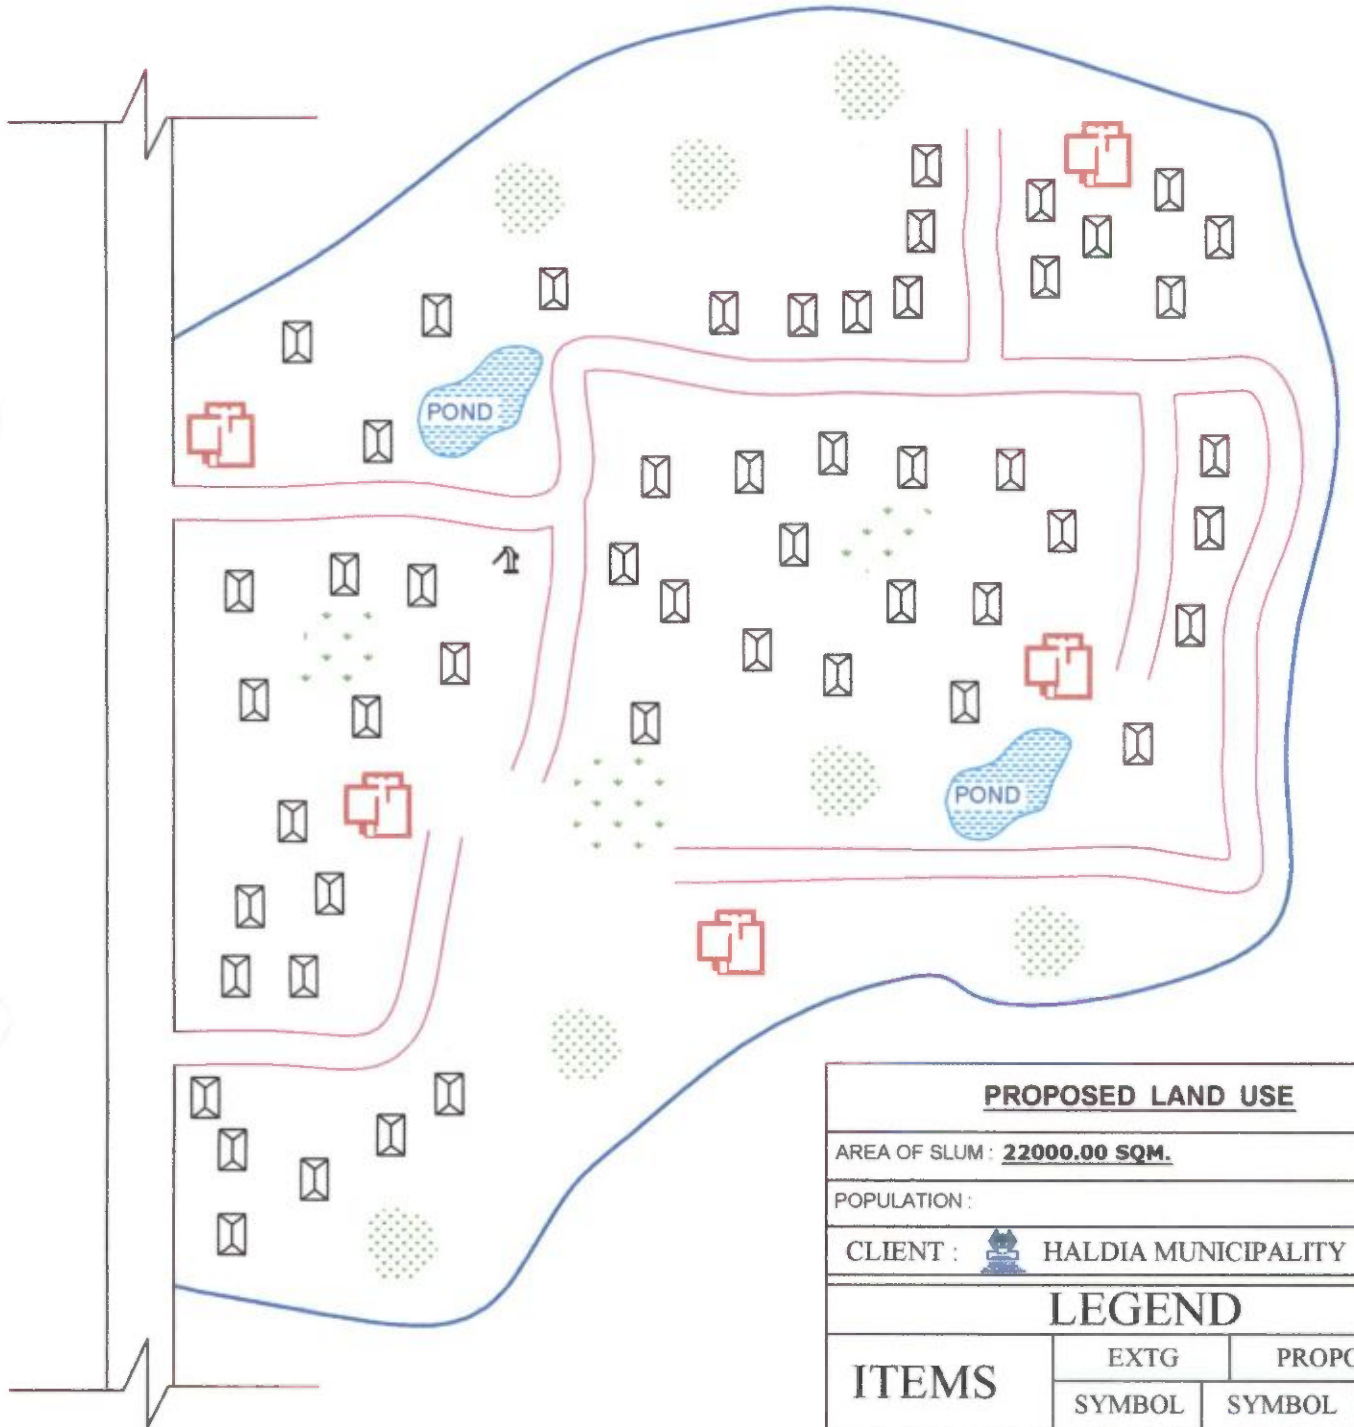 POND
POND
PROPOSED LAND USE
AREA OF SLUM : 22000.00 SQM.
POPULATION :
CLIENT : HALDIA MUNICIPALITY
LEGEND
ITEMS
EXTG
PROPO
SYMBOL
SYMBOL